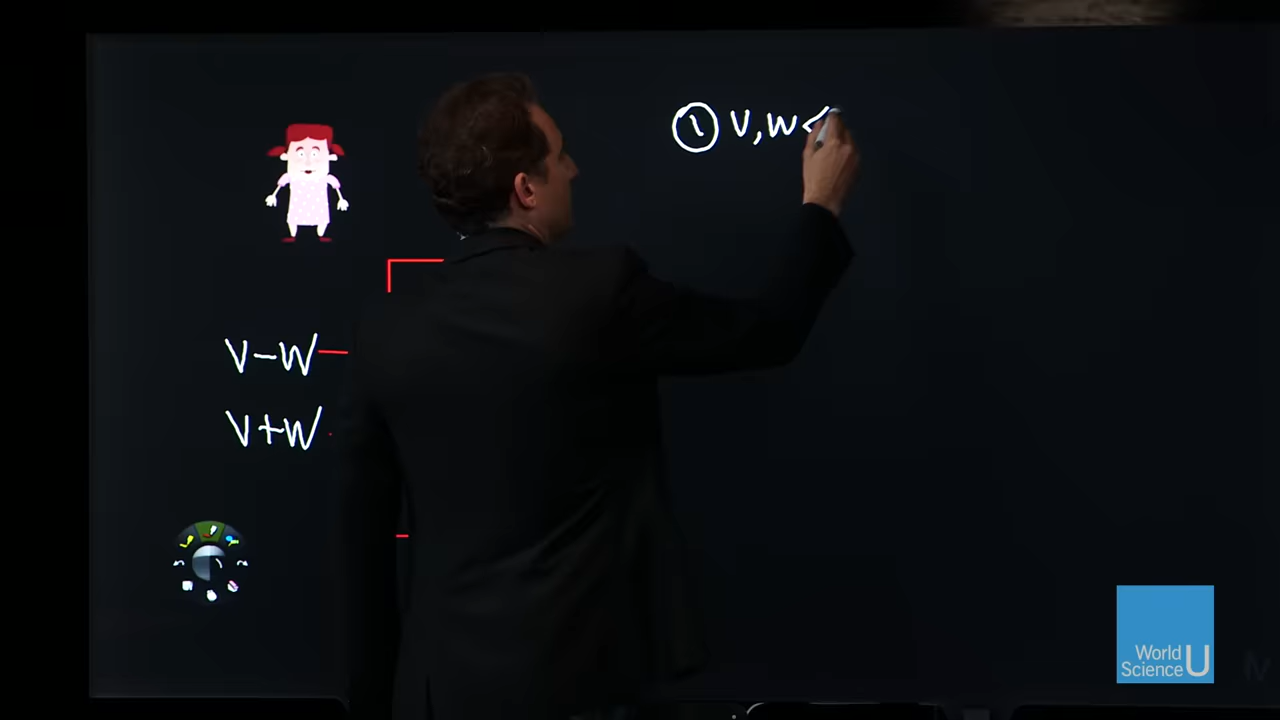 ① V, W <
V-W
V+W
World
Science U